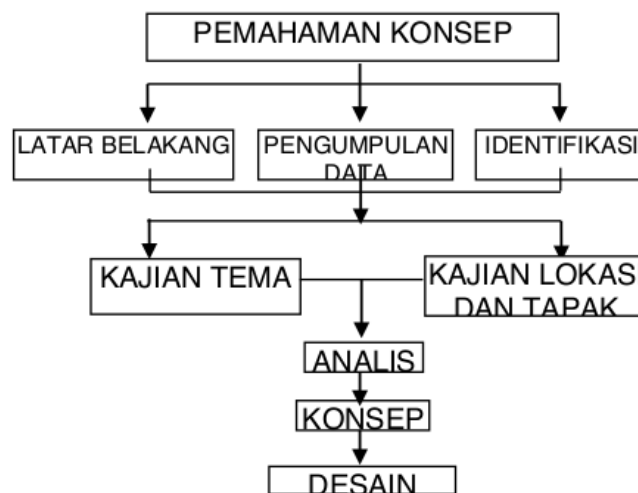 PEMAHAMAN KONSEP
LATAR BELAKANG
PENGUMPULAN
DATA
IDENTIFIKASI
KAJIAN TEMA
KAJIAN LOKAS
DAN TAPAK
ANALIS
KONSEP
DESAIN